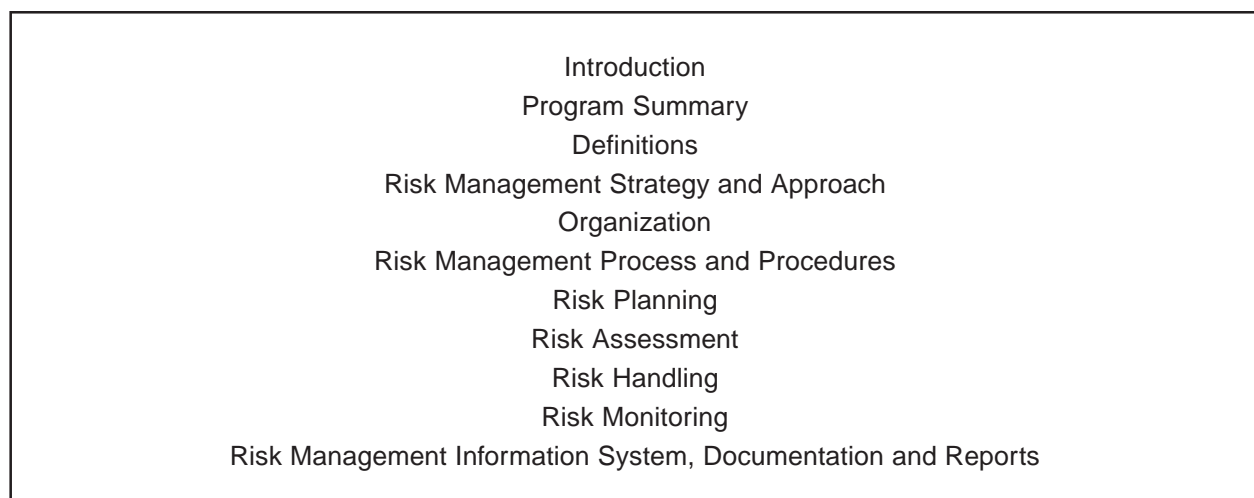 Introduction
Program Summary
Definitions
Risk Management Strategy and Approach
Organization
Risk Management Process and Procedures
Risk Planning
Risk Assessment
Risk Handling
Risk Monitoring
Risk Management Information System, Documentation and Reports